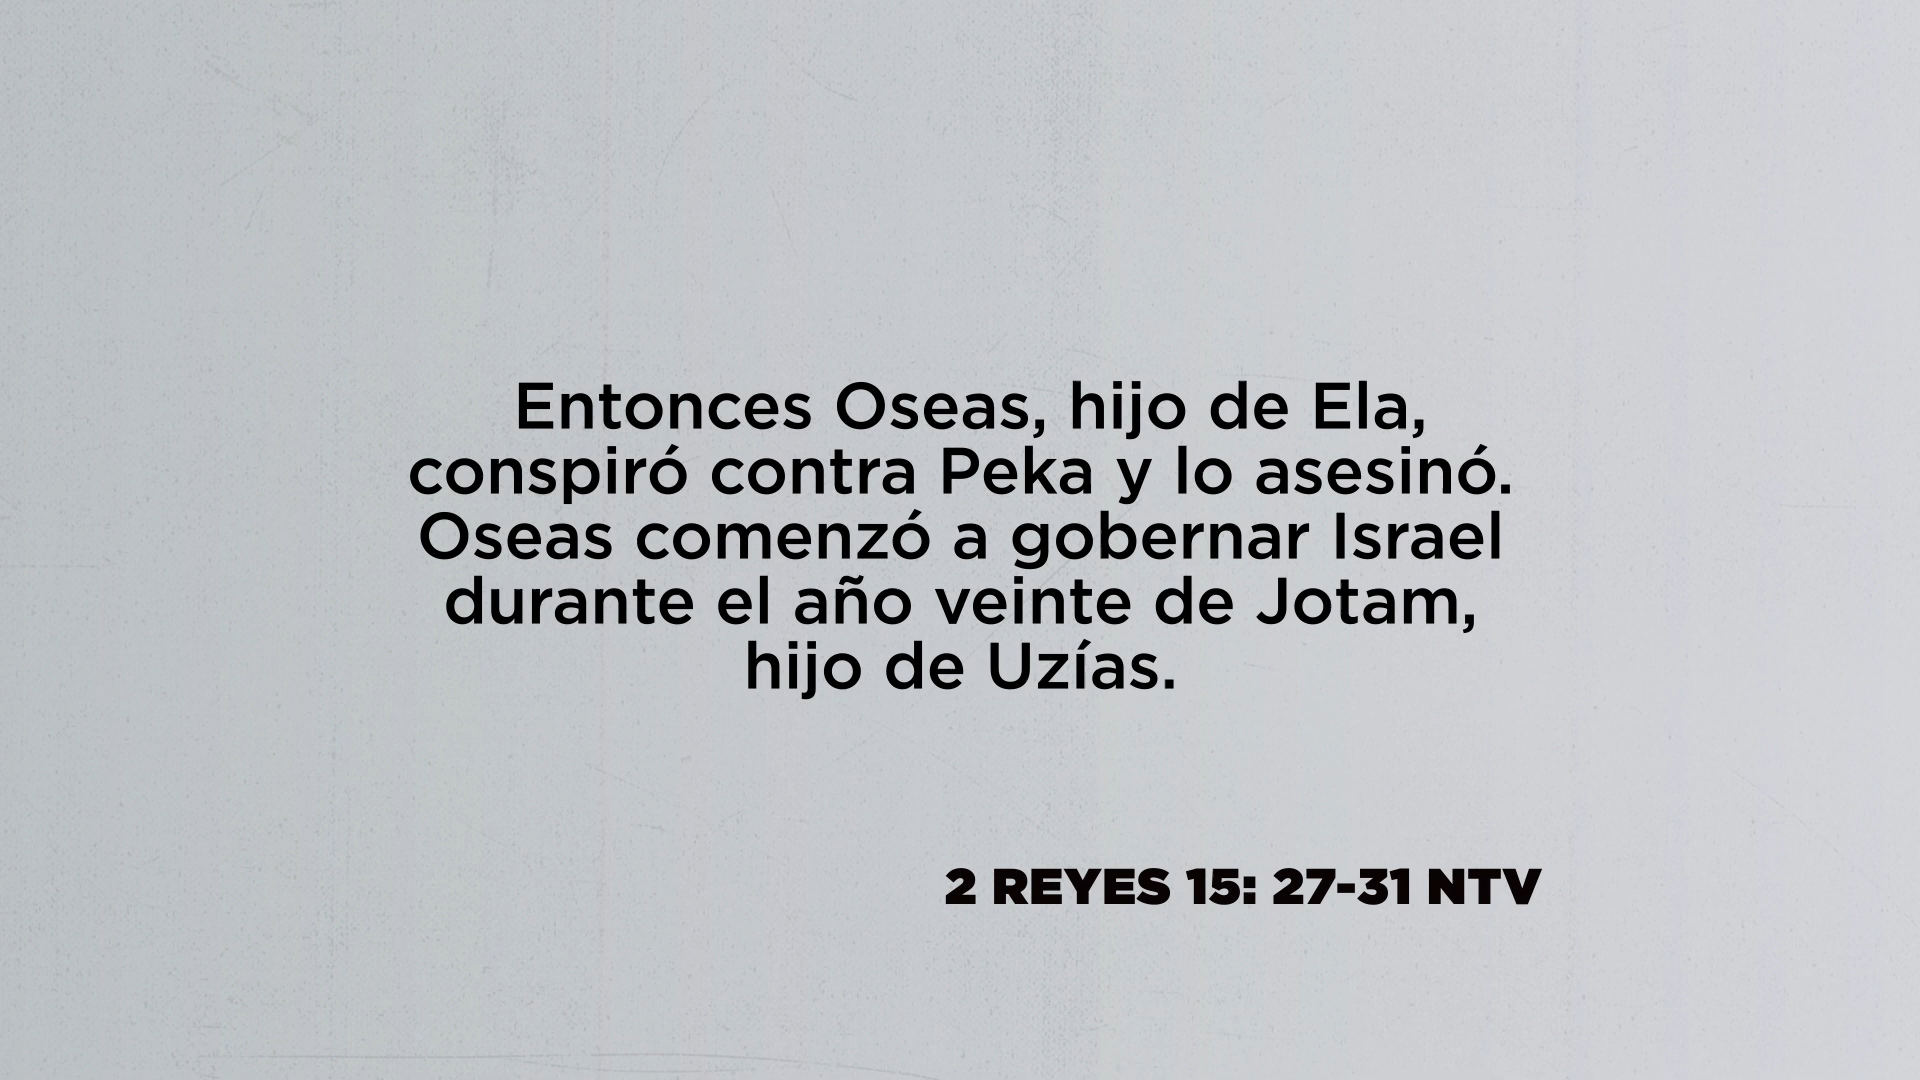 Entonces Oseas, hijo de Ela,
conspiró contra Peka y lo asesinó.
Oseas comenzó a gobernar Israel
durante el año veinte de Jotam,
hijo de Uzías.
2 REYES 15: 27-31 NTV